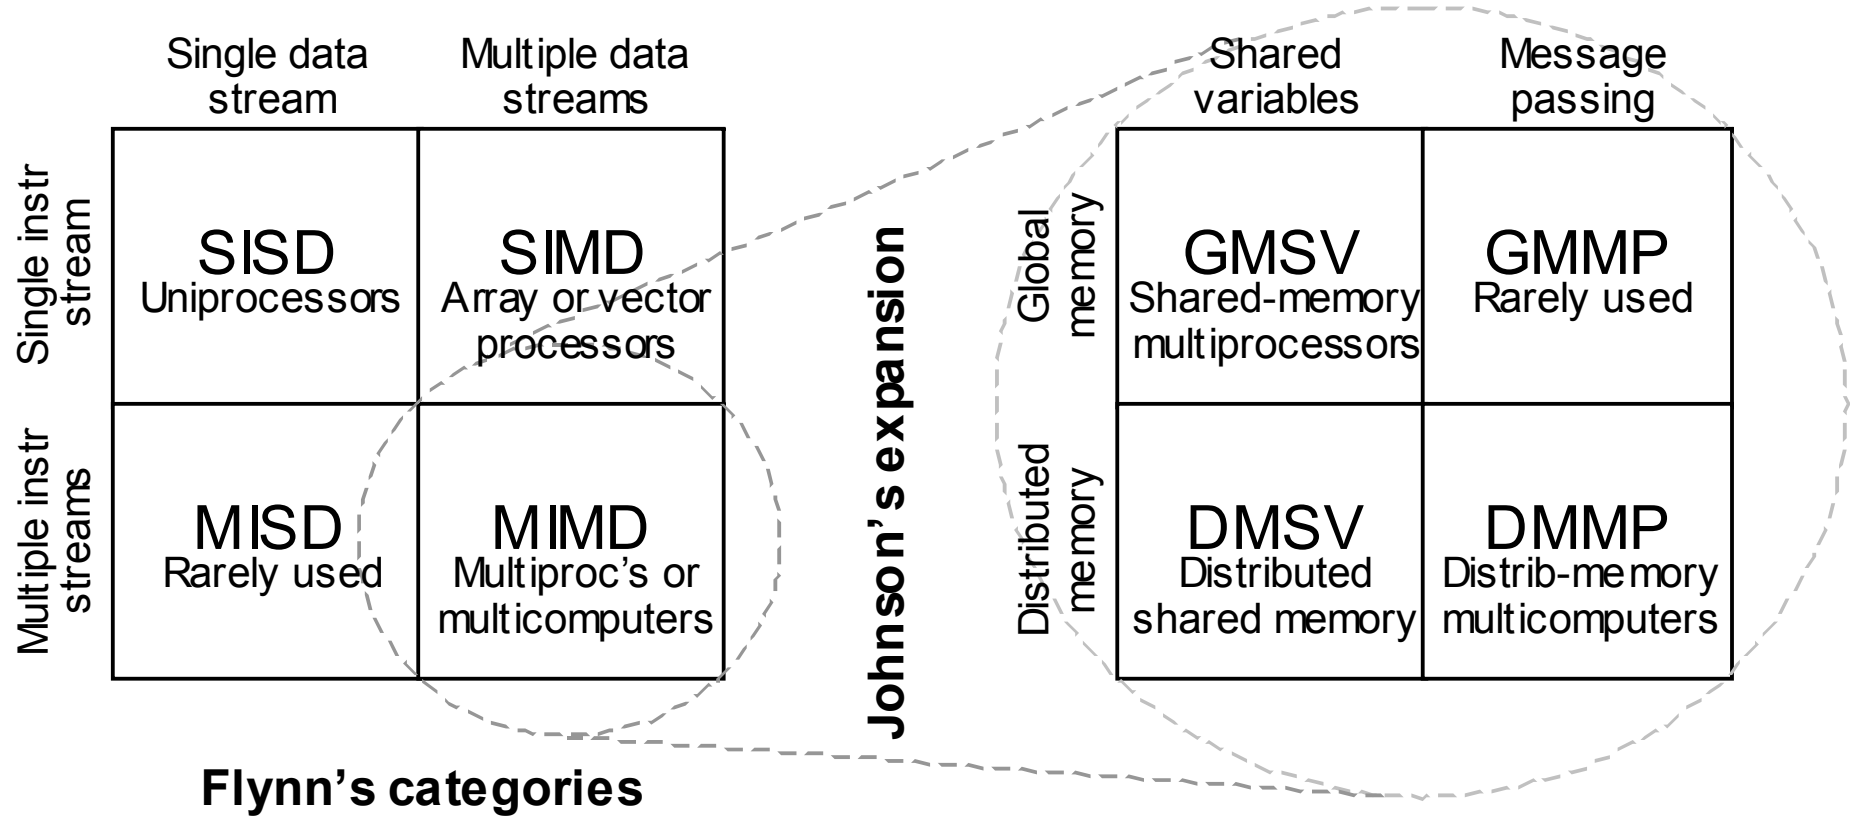 Single data
stream
Multiple data
streams
Single instr
stream
SISD
Uniprocessors
SIMD
Array or vector
processors
Multiple instr
streams
MISD
Rarely used
MIMD
Multiproc’s or
multicomputers
Flynn’s categories
Johnson’s expansion
Shared
variables
Message
passing
Global
memory
GMSV
Shared-memory
multiprocessors
GMMP
Rarely used
Distributed
memory
DMSV
Distributed
shared memory
DMMP
Distrib-memory
multicomputers